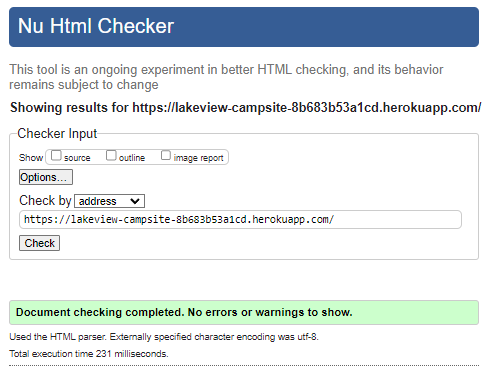 Nu Html Checker
This tool is an ongoing experiment in better HTML checking, and its behavior
remains subject to change
Showing results for https://lakeview-campsite-8b683b53a1cd.herokuapp.com/
Checker Input
Show source outline image report
Options...
Check by address
https://lakeview-campsite-8b683b53a1cd.herokuapp.com/
Check
Document checking completed. No errors or warnings to show.
Used the HTML parser. Externally specified character encoding was utf-8.
Total execution time 231 milliseconds.